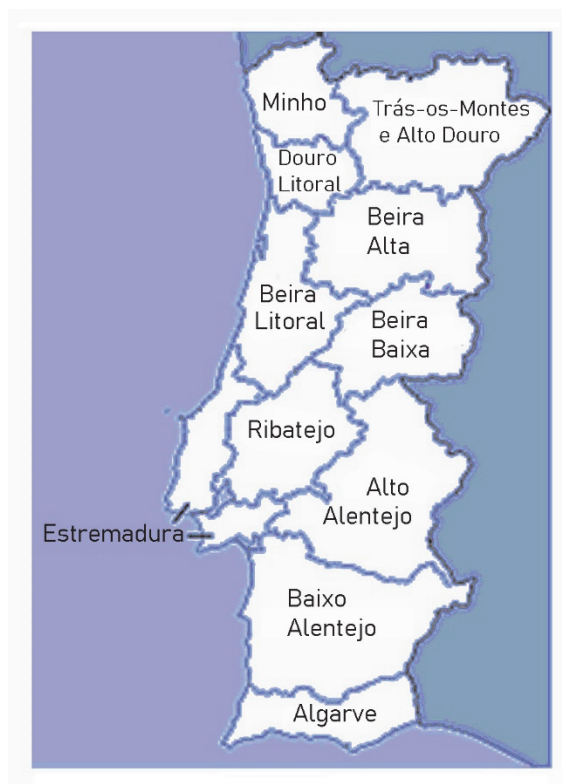 Minho
Trás-os-Montes
e Alto Douro
Douro
Litoral
Beira
Alta
Beira
Litoral
Beira
Baixa
Ribatejo
Alto
Alentejo
Estremadura
Baixo
Alentejo
Algarve